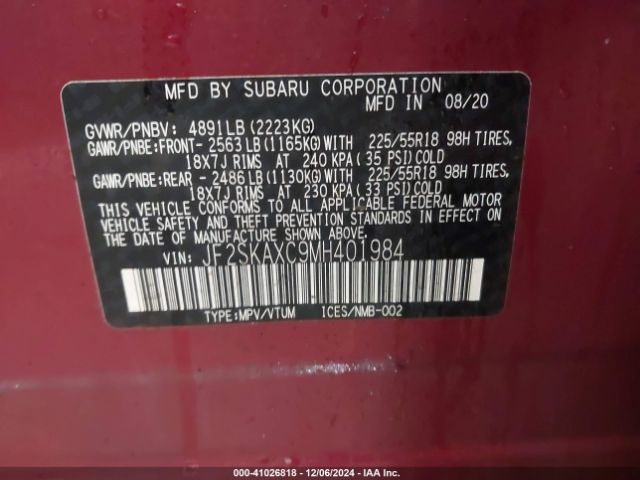 MFD BY SUBARU CORPORATION
MFD IN 08/20
GVWR/PNBV: 4891LB(2223KG)
GAWR/PNBE:FRONT- 2563LB(1165KG)WITH 225/55R18 98H TIRES,
18X7J RIMS AT 240 KPA(35 PSI)COLD
GAWR/PNBE:REAR - 2486LB(1130KG)WITH 225/55R18 98H TIRES,
18X7J RIMS AT 230 KPA(33 PSI)COLD
THIS VEHICLE CONFORMS TO ALL APPLICABLE FEDERAL MOTOR
VEHICLE SAFETY AND THEFT PREVENTION STANDARDS IN EFFECT
ON THE DATE OF MANUFACTURE SHOWN ABOVE.
VIN: JF2SKAXC9MH401984
TYPE:MPV/VTUM ICES/NMB-002
000-41026818 - 12/06/2024 - IAA Inc.